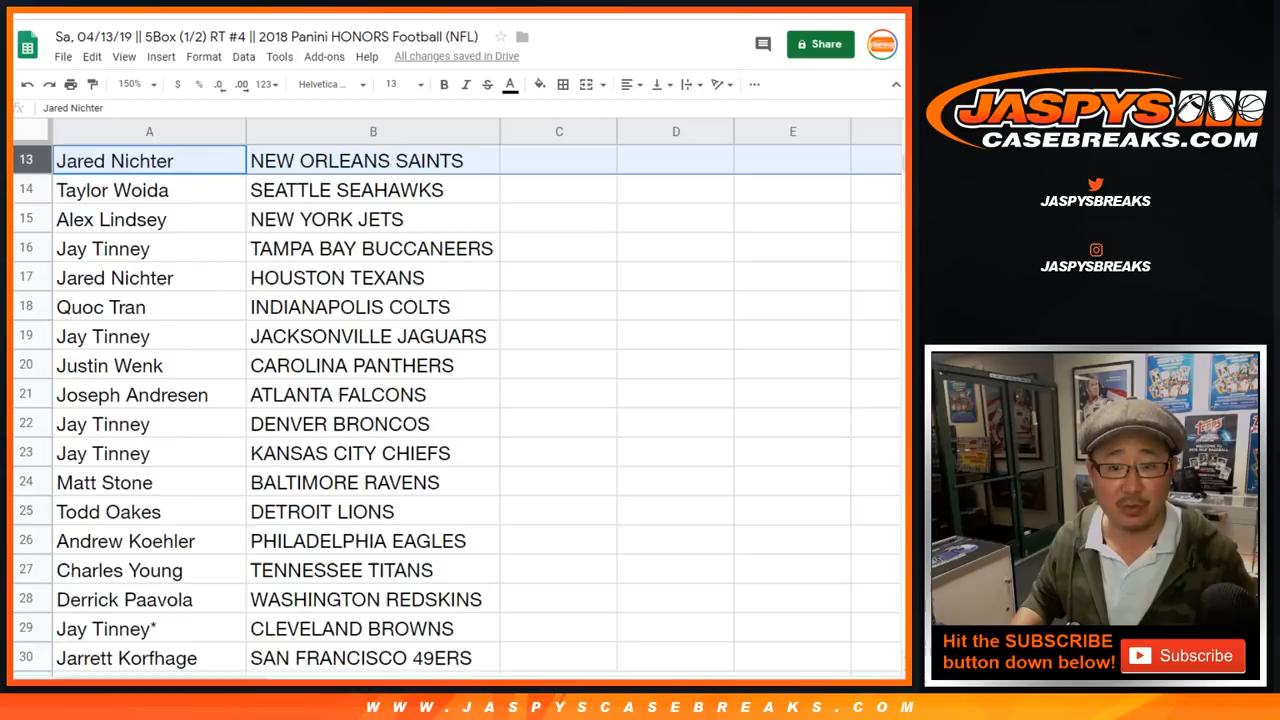 Sa, 04/13/19 || 5Box (1/2) RT #4 || 2018 Panini HONORS Football (NFL)
File Edit View Insert Format Data Tools Add-ons Help All changes saved in Drive
Share
150% $ % .0 .00 123 Helvetica ... 13 B I S A
fx Jared Nichter
A B C D E
13 Jared Nichter NEW ORLEANS SAINTS
14 Taylor Woida SEATTLE SEAHAWKS
15 Alex Lindsey NEW YORK JETS
16 Jay Tinney TAMPA BAY BUCCANEERS
17 Jared Nichter HOUSTON TEXANS
18 Quoc Tran INDIANAPOLIS COLTS
19 Jay Tinney JACKSONVILLE JAGUARS
20 Justin Wenk CAROLINA PANTHERS
21 Joseph Andresen ATLANTA FALCONS
22 Jay Tinney DENVER BRONCOS
23 Jay Tinney KANSAS CITY CHIEFS
24 Matt Stone BALTIMORE RAVENS
25 Todd Oakes DETROIT LIONS
26 Andrew Koehler PHILADELPHIA EAGLES
27 Charles Young TENNESSEE TITANS
28 Derrick Paavola WASHINGTON REDSKINS
29 Jay Tinney* CLEVELAND BROWNS
30 Jarrett Korfhage SAN FRANCISCO 49ERS
JASPYS
CASEBREAKS.COM
JASPYSBREAKS
JASPYSBREAKS
Topps
Hit the SUBSCRIBE
button down below!
Subscribe
WWW.JASPYSCASEBREAKS.COM